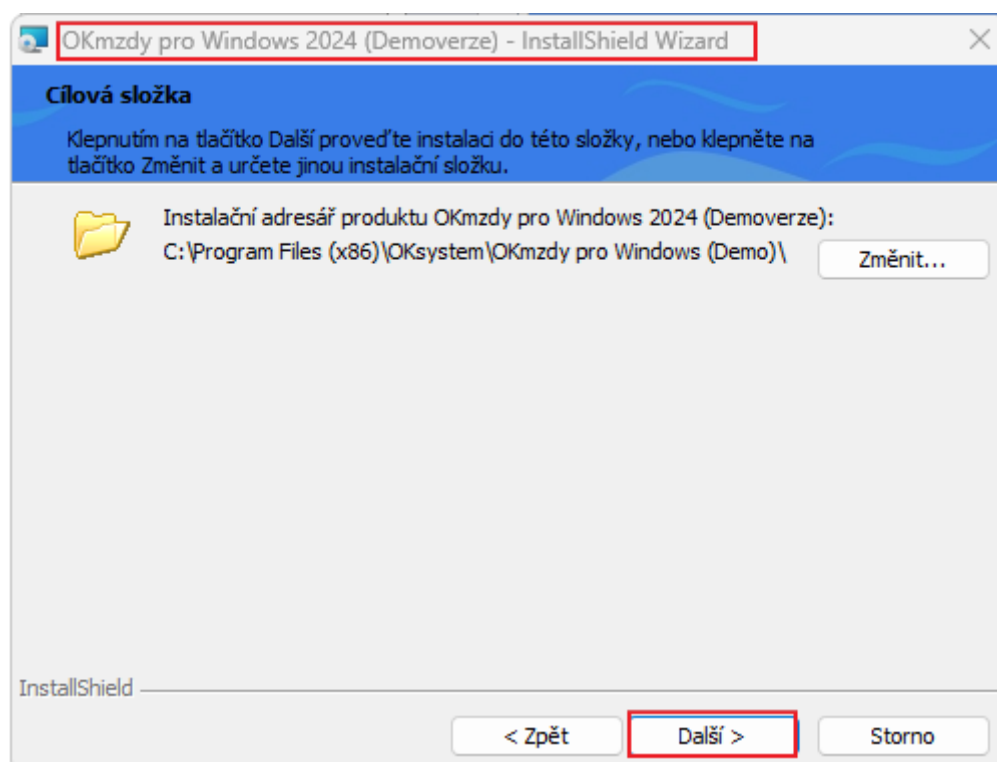 OKmzdy pro Windows 2024 (Demoverze) - InstallShield Wizard
Cílová složka
Klepnutím na tlačítko Další proveďte instalaci do této složky, nebo klepněte na
tlačítko Změnit a určete jinou instalační složku.
Instalační adresář produktu OKmzdy pro Windows 2024 (Demoverze):
C:\Program Files (x86)\OKsystem\OKmzdy pro Windows (Demo)\
Změnit...
InstallShield
< Zpět
Další >
Storno